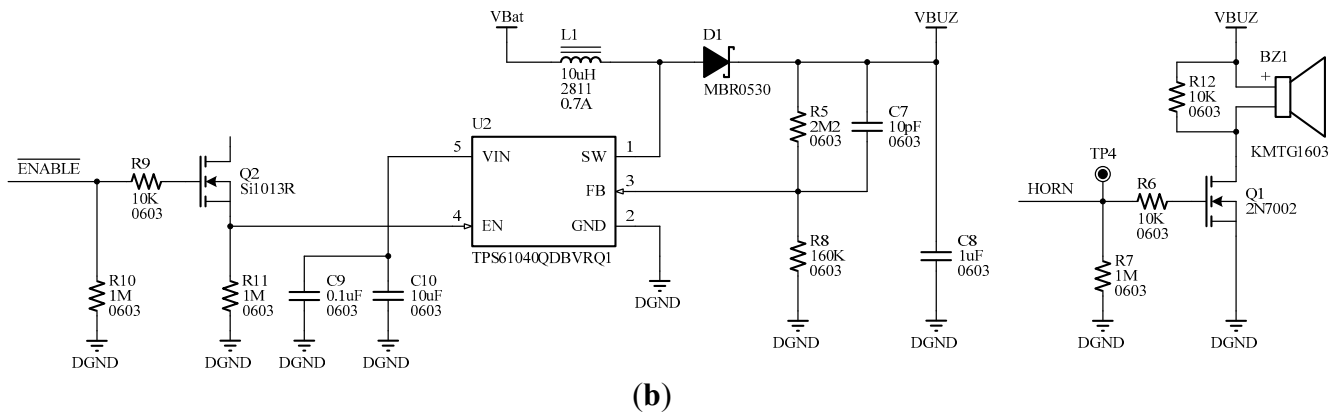 VBat
L1
10uH
2811
0.7A
D1
MBR0530
VBUZ
R5
2M2
0603
C7
10pF
0603
U2
5
VIN
SW
1
FB
3
4
EN
GND
2
TPS61040QDBVRQ1
ENABLE
R9
10K
0603
Q2
Si1013R
R10
1M
0603
DGND
R11
1M
0603
DGND
C9
0.1uF
0603
DGND
C10
10uF
0603
DGND
DGND
R8
160K
0603
DGND
C8
1uF
0603
DGND
VBUZ
R12
10K
0603
BZ1
+
KMTG1603
TP4
HORN
R6
10K
0603
Q1
2N7002
R7
1M
0603
DGND
DGND
(b)